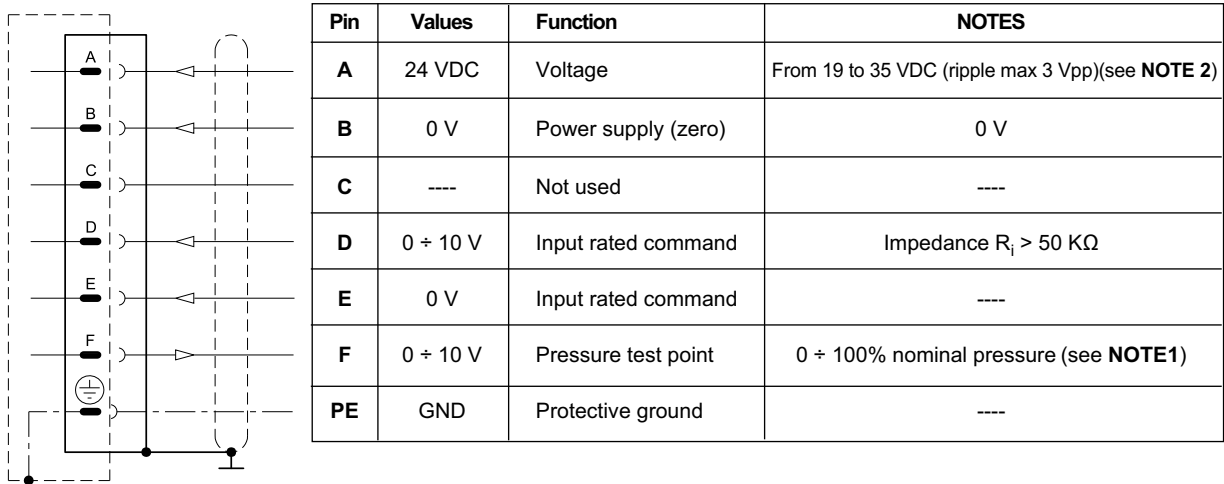 A
B
C
D
E
F
Pin Values Function NOTES
A 24 VDC Voltage From 19 to 35 VDC (ripple max 3 Vpp)(see NOTE 2)
B 0 V Power supply (zero) 0 V
C ---- Not used ----
D 0 ÷ 10 V Input rated command Impedance Ri > 50 KΩ
E 0 V Input rated command ----
F 0 ÷ 10 V Pressure test point 0 ÷ 100% nominal pressure (see NOTE1)
PE GND Protective ground ----